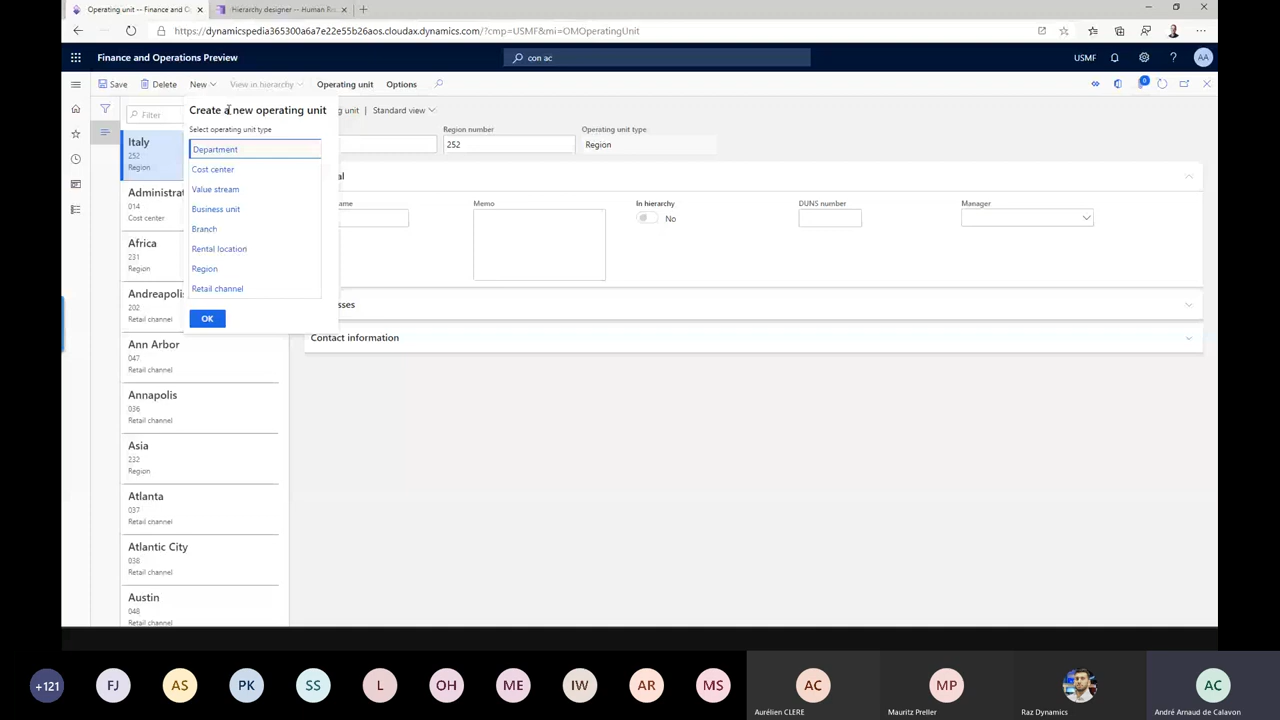 Operating unit -- Finance and O
Hierarchy designer -- Human Re
https://dynamicspedia365300a6a7e22e55b26aos.cloudax.dynamics.com/?cmp=USMF&mi=OMOperatingUnit
Finance and Operations Preview
con ac
USMF
AA
Save
Delete
New
View in hierarchy
Operating unit
Options
0
Filter
Create a new operating unit
Select operating unit type
Department
Cost center
Value stream
Business unit
Branch
Rental location
Region
Retail channel
OK
Italy
252
Region
Administrat
014
Cost center
Africa
231
Region
Andreapolis
202
Retail channel
Ann Arbor
047
Retail channel
Annapolis
036
Retail channel
Asia
232
Region
Atlanta
037
Retail channel
Atlantic City
038
Retail channel
Austin
048
Retail channel
ng unit
Standard view
Region number
252
Operating unit type
Region
al
name
Memo
In hierarchy
No
DUNS number
Manager
esses
Contact information
+121
FJ
AS
PK
SS
L
OH
ME
IW
AR
MS
AC
Aurélien CLERE
MP
Mauritz Preller
Raz Dynamics
AC
André Arnaud de Calavon